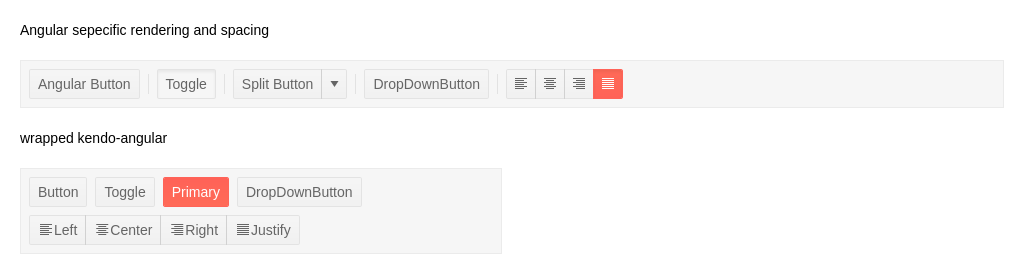 Angular sepecific rendering and spacing
Angular Button Toggle Split Button DropDownButton
wrapped kendo-angular
Button Toggle Primary DropDownButton
Left Center Right Justify